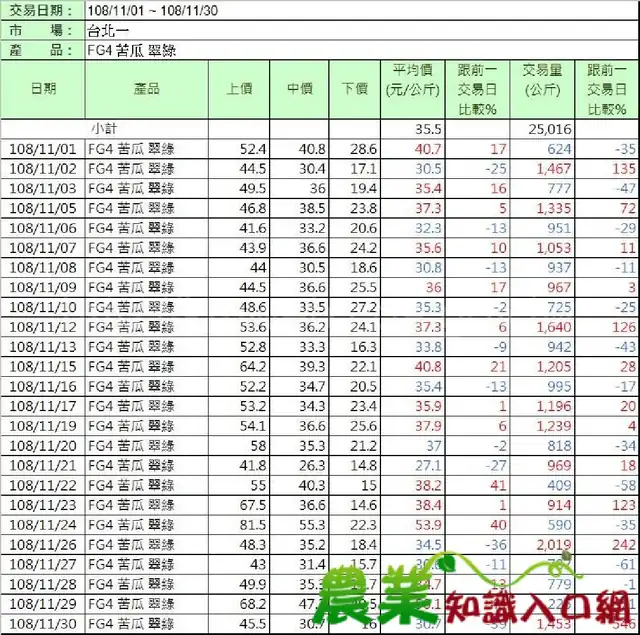 交易日期： 108/11/01 ~ 108/11/30
市 場： 台北一
產 品： FG4 苦瓜 翠綠
日期 產品 上價 中價 下價 平均價 (元/公斤) 跟前一交易日比較% 交易量 (公斤) 跟前一交易日比較%
小計 35.5 25,016
108/11/01 FG4 苦瓜 翠綠 52.4 40.8 28.6 40.7 17 624 -35
108/11/02 FG4 苦瓜 翠綠 44.5 30.4 17.1 30.5 -25 1,467 135
108/11/03 FG4 苦瓜 翠綠 49.5 36 19.4 35.4 16 777 -47
108/11/05 FG4 苦瓜 翠綠 46.8 38.5 23.8 37.3 5 1,335 72
108/11/06 FG4 苦瓜 翠綠 41.6 33.2 20.6 32.3 -13 951 -29
108/11/07 FG4 苦瓜 翠綠 43.9 36.6 24.2 35.6 10 1,053 11
108/11/08 FG4 苦瓜 翠綠 44 30.5 18.6 30.8 -13 937 -11
108/11/09 FG4 苦瓜 翠綠 44.5 36.6 25.5 36 17 967 3
108/11/10 FG4 苦瓜 翠綠 48.6 33.5 27.2 35.3 -2 725 -25
108/11/12 FG4 苦瓜 翠綠 53.6 36.2 24.1 37.3 6 1,640 126
108/11/13 FG4 苦瓜 翠綠 52.8 33.3 16.3 33.8 -9 942 -43
108/11/15 FG4 苦瓜 翠綠 64.2 39.3 22.1 40.8 21 1,205 28
108/11/16 FG4 苦瓜 翠綠 52.2 34.7 20.5 35.4 -13 995 -17
108/11/17 FG4 苦瓜 翠綠 53.2 34.3 23.4 35.9 1 1,196 20
108/11/19 FG4 苦瓜 翠綠 54.1 36.6 25.6 37.9 6 1,239 4
108/11/20 FG4 苦瓜 翠綠 58 35.3 21.2 37 -2 818 -34
108/11/21 FG4 苦瓜 翠綠 41.8 26.3 14.8 27.1 -27 969 18
108/11/22 FG4 苦瓜 翠綠 55 40.3 15 38.2 41 409 -58
108/11/23 FG4 苦瓜 翠綠 67.5 36.6 14.6 38.4 1 914 123
108/11/24 FG4 苦瓜 翠綠 81.5 55.3 22.3 53.9 40 590 -35
108/11/26 FG4 苦瓜 翠綠 48.3 35.2 18.4 34.5 -36 2,019 242
108/11/27 FG4 苦瓜 翠綠 43 31.4 15.7 -11 -61
108/11/28 FG4 苦瓜 翠綠 49.9 13 779 -1
108/11/29 FG4 苦瓜 翠綠 68.2
108/11/30 FG4 苦瓜 翠綠 45.5 16 30.7 1,453 546
農業知識入口網